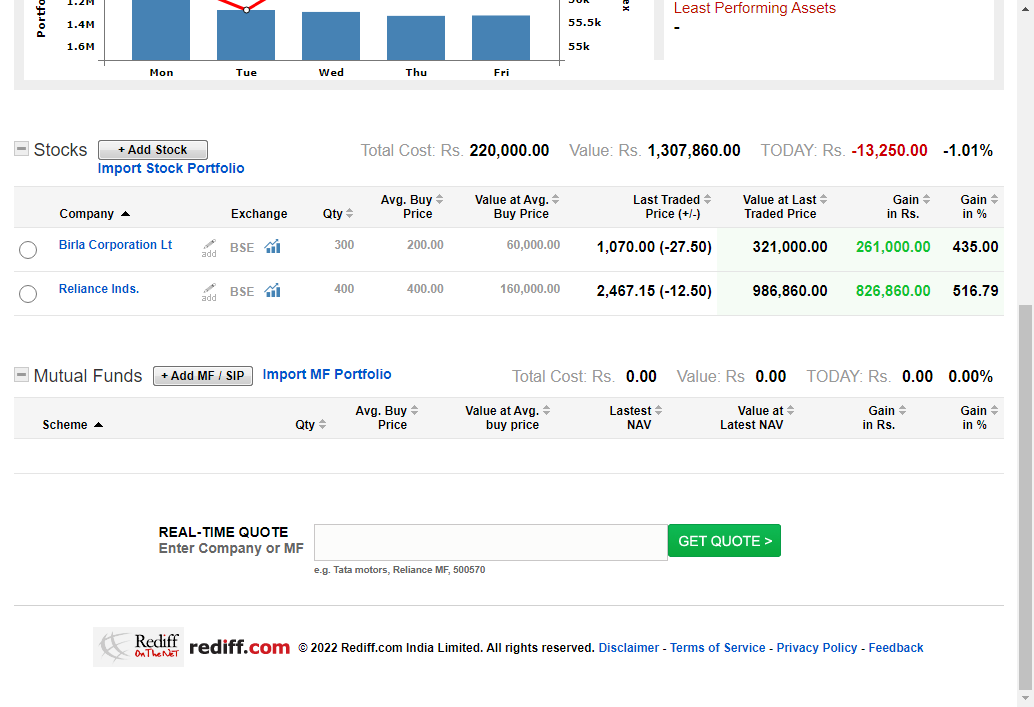 Least Performing Assets
-
1.4M
1.6M
55.5k
55k
Mon Tue Wed Thu Fri
Stocks + Add Stock Total Cost: Rs. 220,000.00 Value: Rs. 1,307,860.00 TODAY: Rs. -13,250.00 -1.01%
Import Stock Portfolio
Company Exchange Qty Avg. Buy Price Value at Avg. Buy Price Last Traded Price (+/-) Value at Last Traded Price Gain in Rs. Gain in %
Birla Corporation Lt add BSE 300 200.00 60,000.00 1,070.00 (-27.50) 321,000.00 261,000.00 435.00
Reliance Inds. add BSE 400 400.00 160,000.00 2,467.15 (-12.50) 986,860.00 826,860.00 516.79
Mutual Funds + Add MF / SIP Import MF Portfolio Total Cost: Rs. 0.00 Value: Rs 0.00 TODAY: Rs. 0.00 0.00%
Scheme Qty Avg. Buy Price Value at Avg. buy price Lastest NAV Value at Latest NAV Gain in Rs. Gain in %
REAL-TIME QUOTE
Enter Company or MF
GET QUOTE >
e.g. Tata motors, Reliance MF, 500570
Rediff
On The NeT
rediff.com © 2022 Rediff.com India Limited. All rights reserved. Disclaimer - Terms of Service - Privacy Policy - Feedback